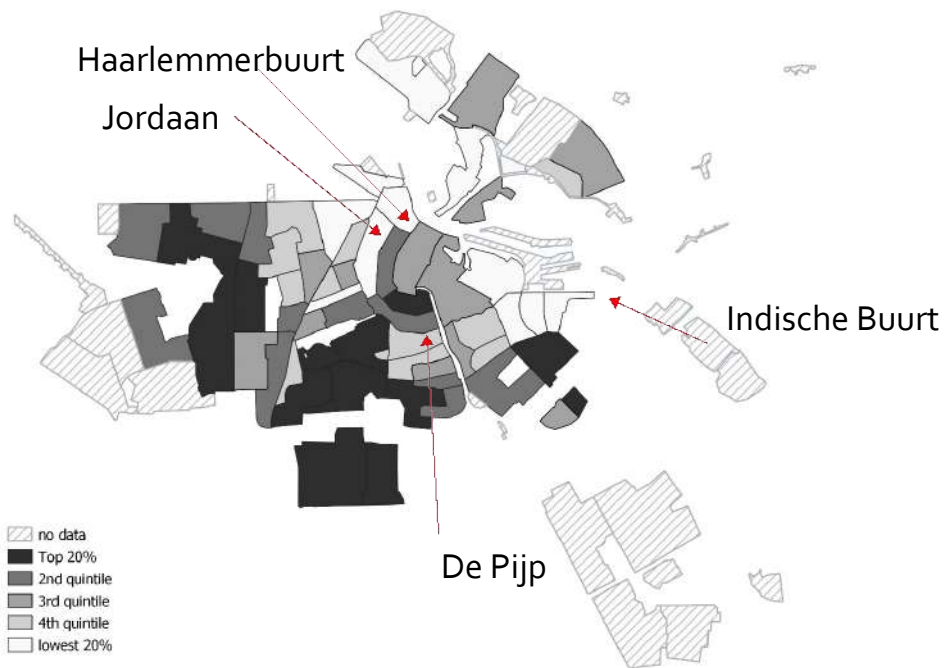 Haarlemmerbuurt
Jordaan
Indische Buurt
De Pijp
no data
Top 20%
2nd quintile
3rd quintile
4th quintile
lowest 20%